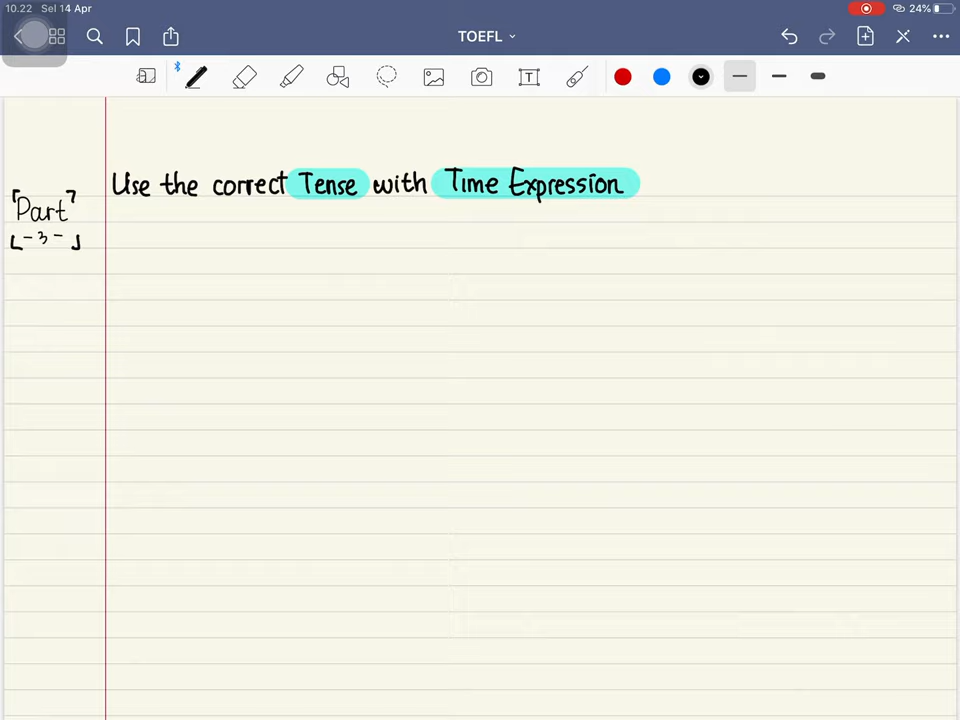 10.22 Sel 14 Apr
24%
TOEFL
T
Use the correct Tense with Time Expression
Part
-3-